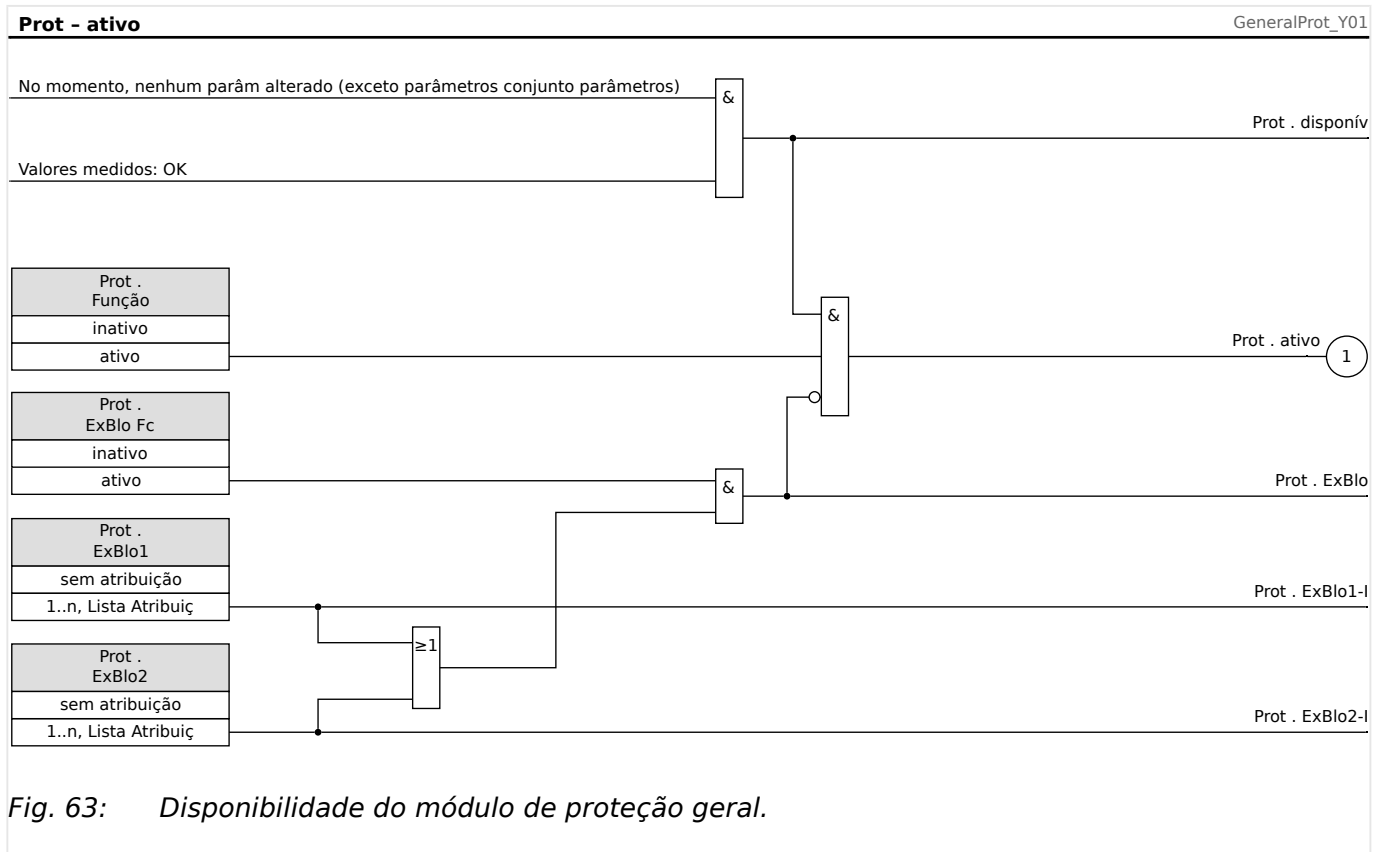 Prot – ativo
GeneralProt_Y01
No momento, nenhum parâm alterado (exceto parâmetros conjunto parâmetros)
&
Prot . disponív
Valores medidos: OK
Prot .
Função
inativo
ativo
&
Prot . ativo
1
Prot .
ExBlo Fc
inativo
ativo
&
Prot . ExBlo
Prot .
ExBlo1
sem atribuição
1..n, Lista Atribuiç
Prot . ExBlo1-I
≥1
Prot .
ExBlo2
sem atribuição
1..n, Lista Atribuiç
Prot . ExBlo2-I
Fig. 63: Disponibilidade do módulo de proteção geral.